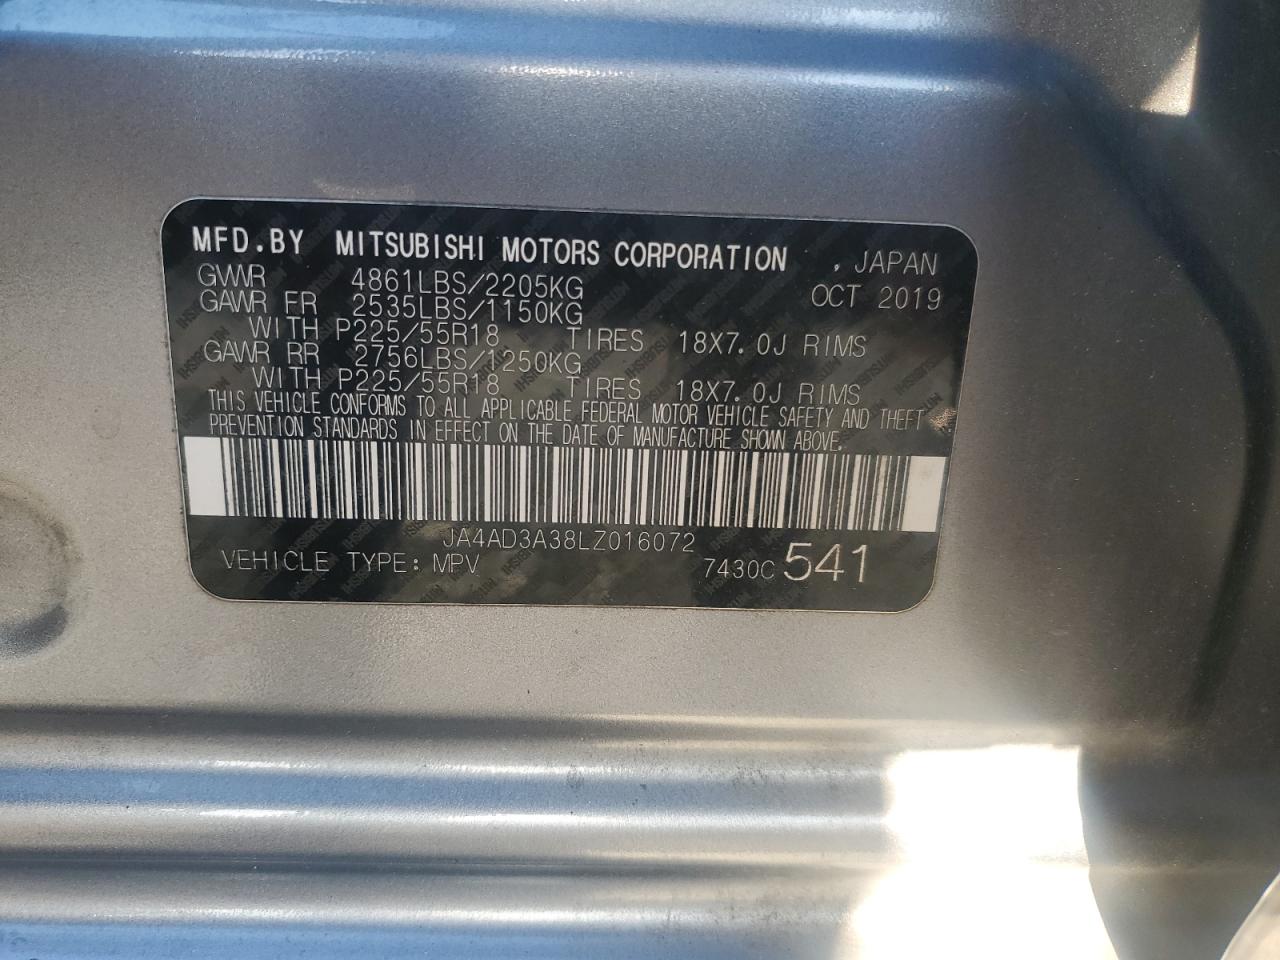 MFD.BY MITSUBISHI MOTORS CORPORATION , JAPAN
GVWR 4861LBS/2205KG OCT 2019
GAWR FR 2535LBS/1150KG
WITH P225/55R18 TIRES 18X7.0J RIMS
GAWR RR 2756LBS/1250KG
WITH P225/55R18 TIRES 18X7.0J RIMS
THIS VEHICLE CONFORMS TO ALL APPLICABLE FEDERAL MOTOR VEHICLE SAFETY AND THEFT
PREVENTION STANDARDS IN EFFECT ON THE DATE OF MANUFACTURE SHOWN ABOVE.
JA4AD3A38LZ016072
VEHICLE TYPE: MPV 7430C 541